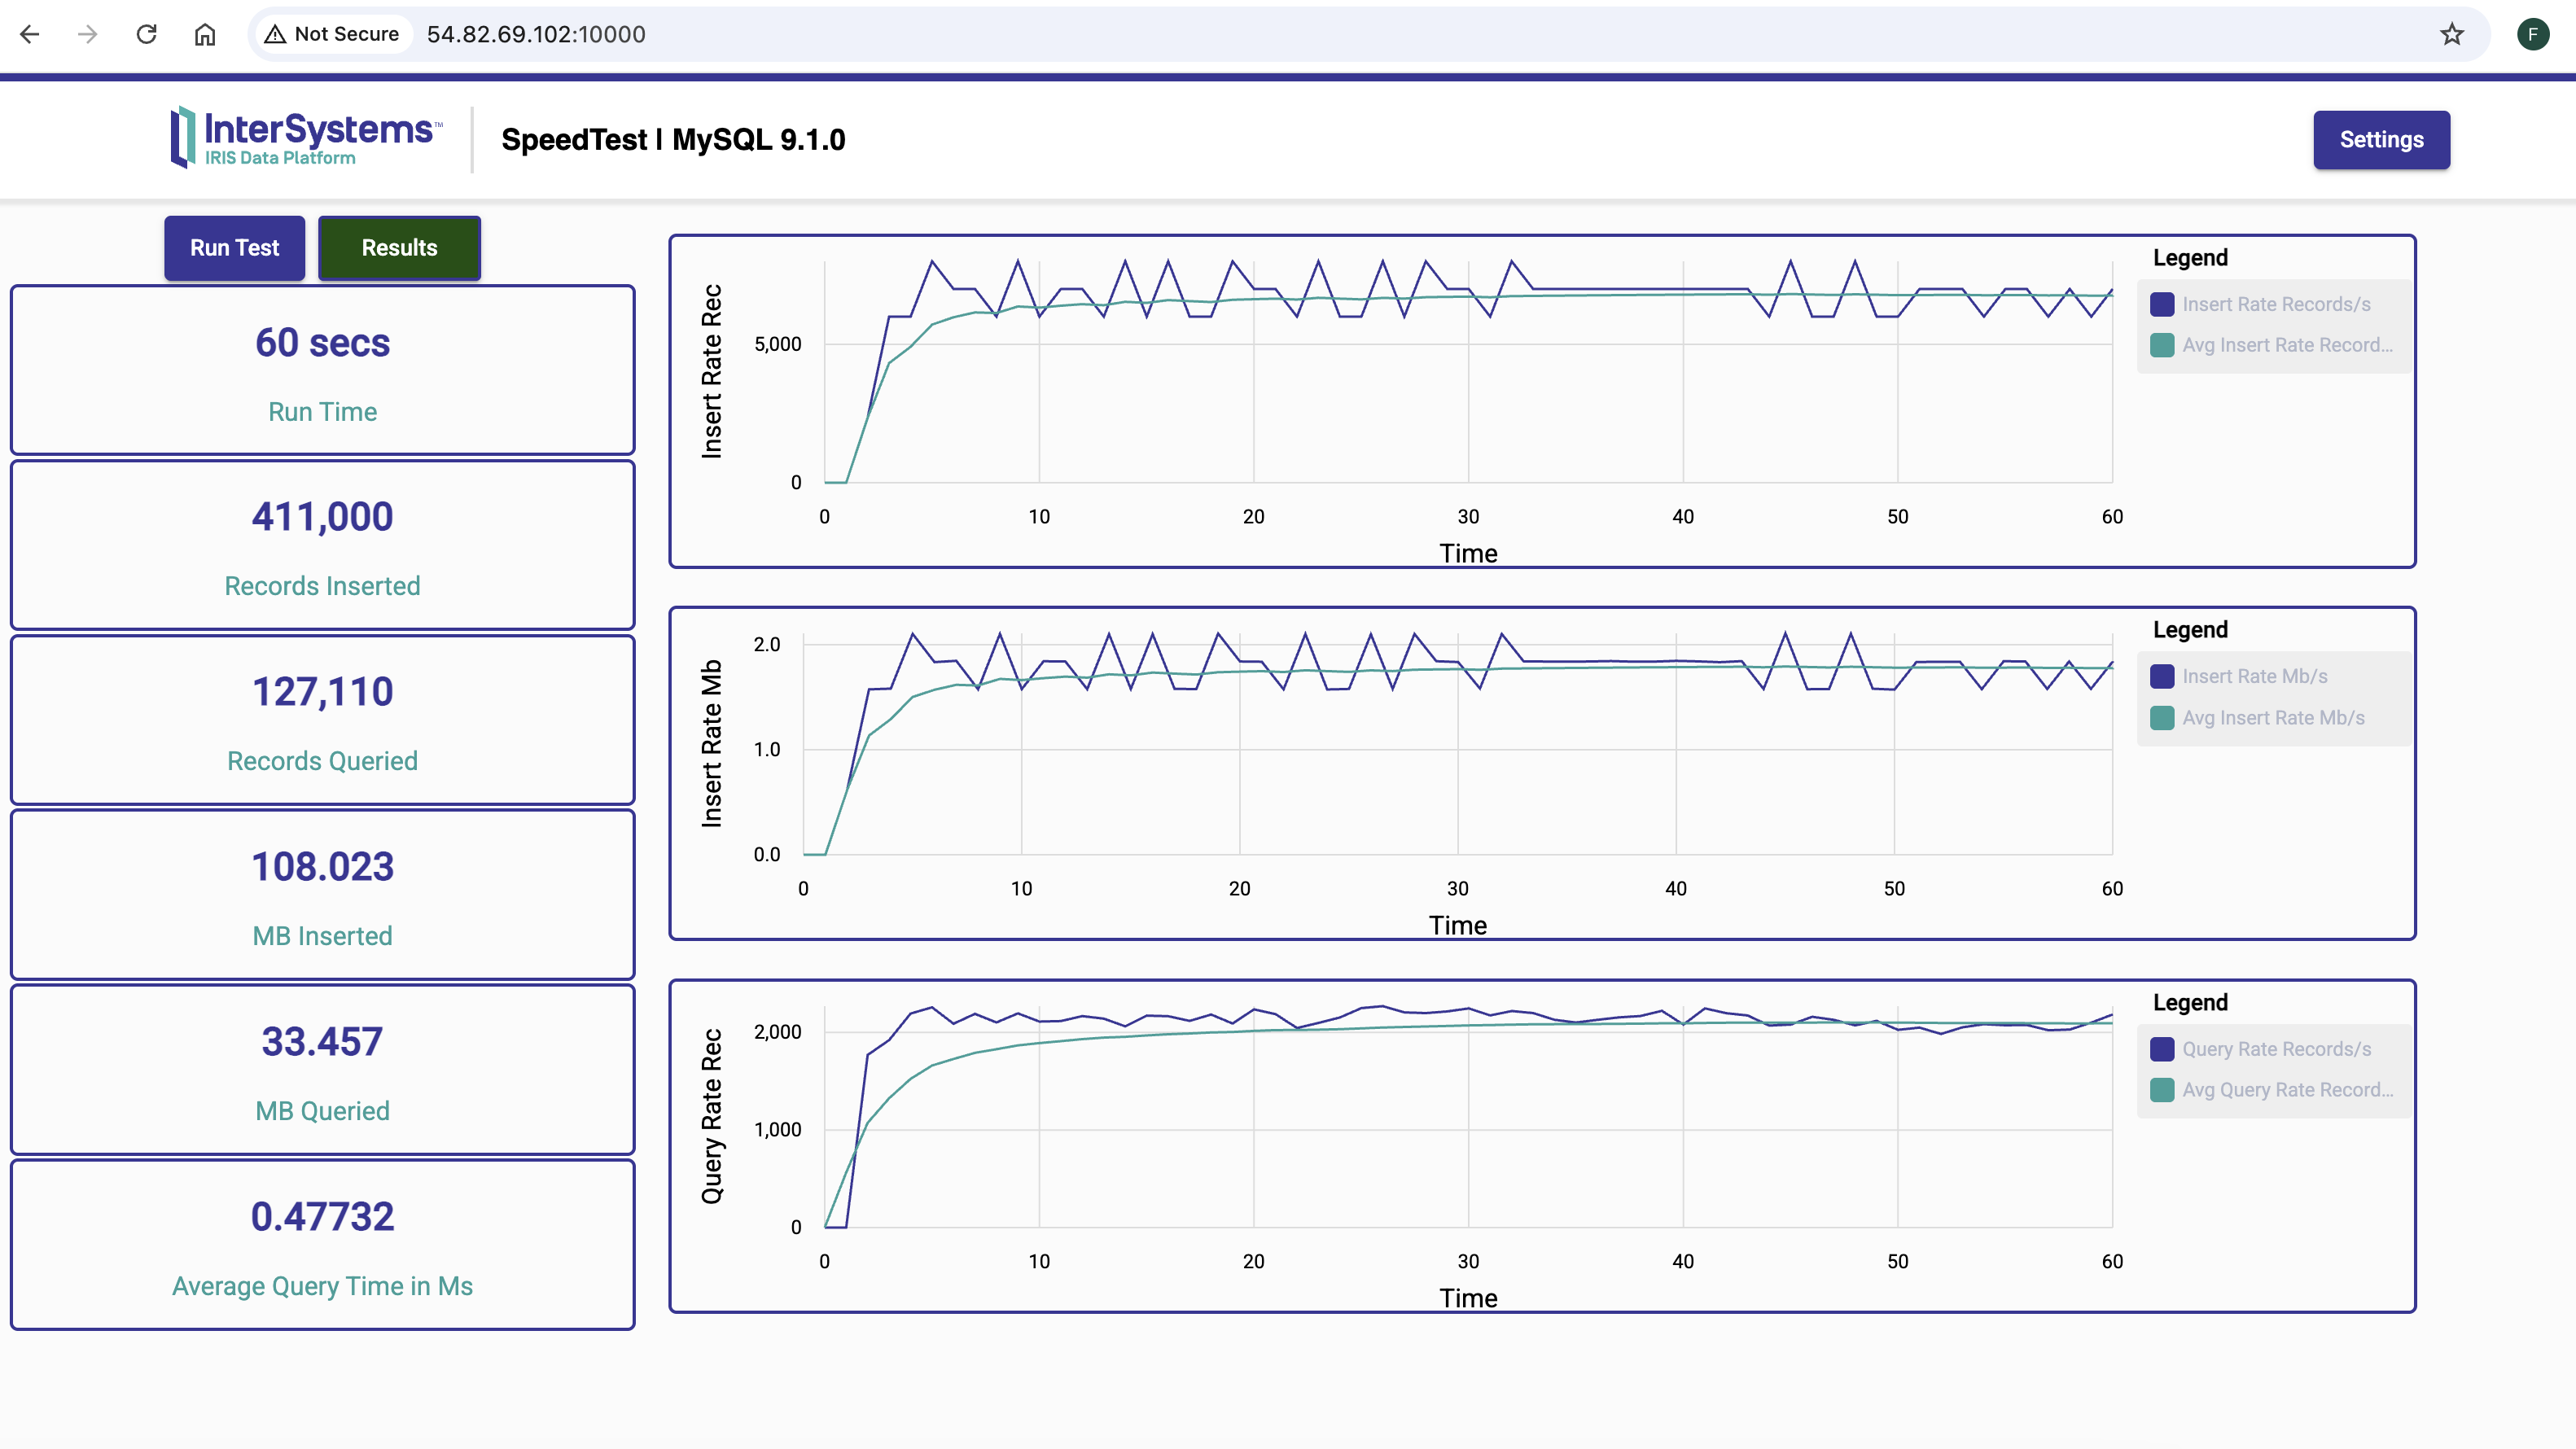 Not Secure
54.82.69.102:10000
F
InterSystems™
IRIS Data Platform
SpeedTest | MySQL 9.1.0
Settings
Run Test
Results
60 secs
Run Time
411,000
Records Inserted
127,110
Records Queried
108.023
MB Inserted
33.457
MB Queried
0.47732
Average Query Time in Ms
Insert Rate Rec
5,000
0
0 10 20 30 40 50 60
Time
Legend
Insert Rate Records/s
Avg Insert Rate Record...
Insert Rate Mb
2.0
1.0
0.0
0 10 20 30 40 50 60
Time
Legend
Insert Rate Mb/s
Avg Insert Rate Mb/s
Query Rate Rec
2,000
1,000
0
0 10 20 30 40 50 60
Time
Legend
Query Rate Records/s
Avg Query Rate Record...